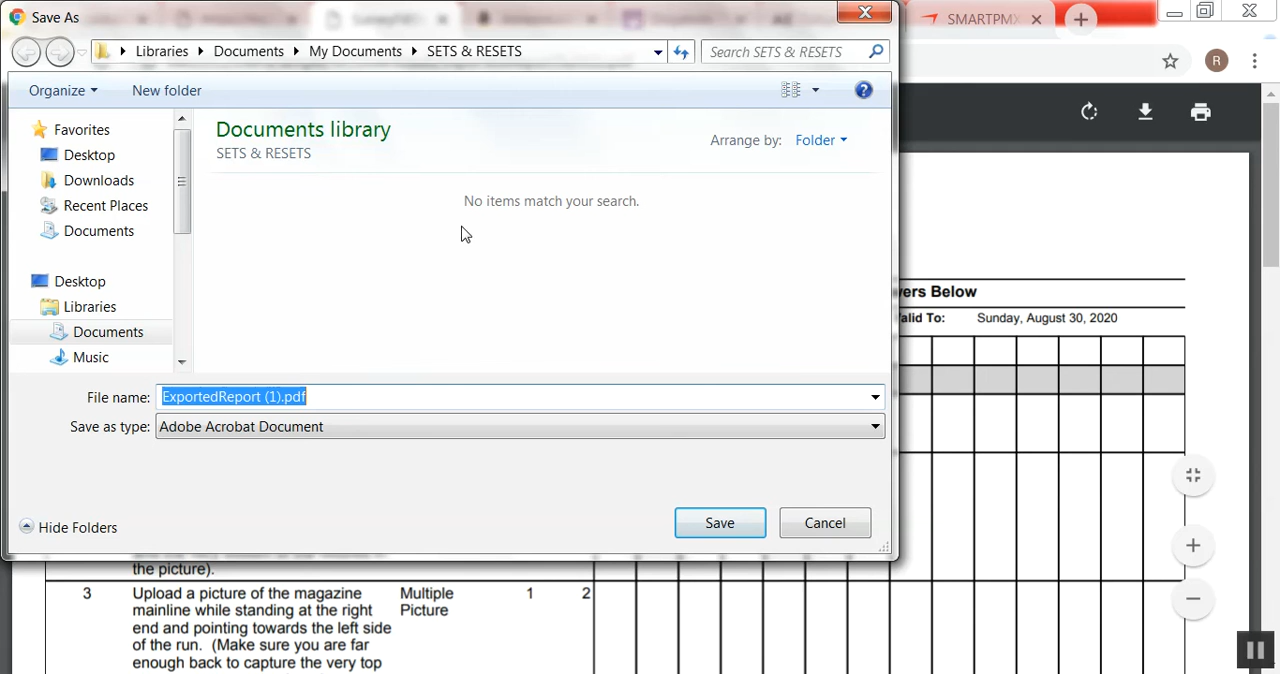 Save As
SMARTPMX
Libraries Documents My Documents SETS & RESETS
Search SETS & RESETS
R
Organize New folder
Favorites
Desktop
Downloads
Recent Places
Documents
Desktop
Libraries
Documents
Music
Documents library
SETS & RESETS
Arrange by: Folder
No items match your search.
File name: ExportedReport (1).pdf
Save as type: Adobe Acrobat Document
Hide Folders
Save Cancel
vers Below
Valid To: Sunday, August 30, 2020
the picture).
3 Upload a picture of the magazine Multiple 1 2
mainline while standing at the right Picture
end and pointing towards the left side
of the run. (Make sure you are far
enough back to capture the very top